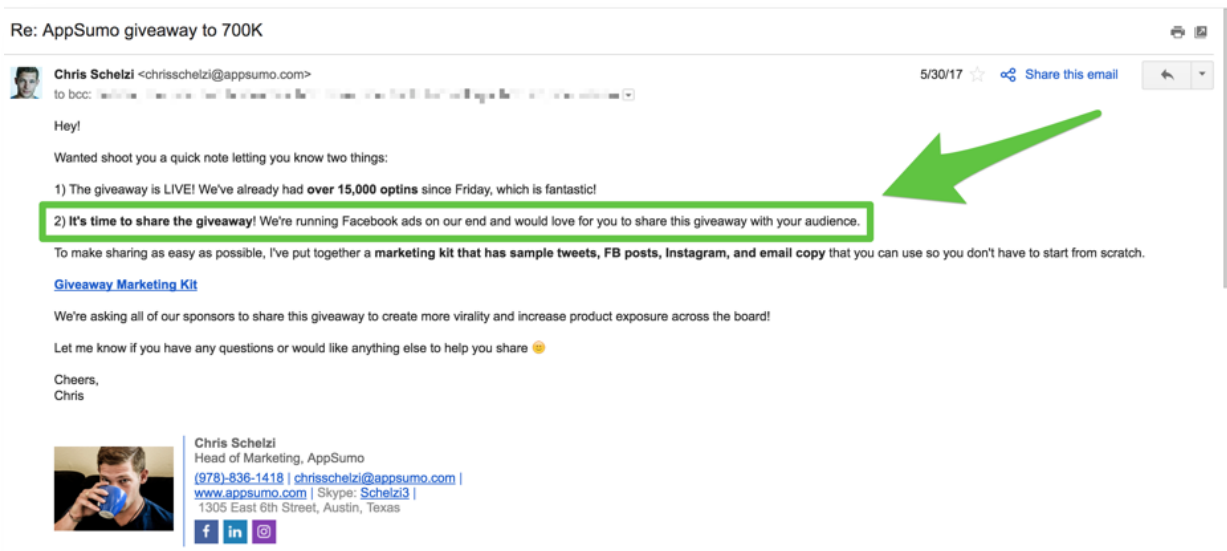 Re: AppSumo giveaway to 700K
Chris Schelzi <chrisschelzi@appsumo.com>
5/30/17
Share this email
to bcc:
Hey!
Wanted shoot you a quick note letting you know two things:
1) The giveaway is LIVE! We've already had over 15,000 optins since Friday, which is fantastic!
2) It's time to share the giveaway! We're running Facebook ads on our end and would love for you to share this giveaway with your audience.
To make sharing as easy as possible, I've put together a marketing kit that has sample tweets, FB posts, Instagram, and email copy that you can use so you don't have to start from scratch.
Giveaway Marketing Kit
We're asking all of our sponsors to share this giveaway to create more virality and increase product exposure across the board!
Let me know if you have any questions or would like anything else to help you share
Cheers,
Chris
Chris Schelzi
Head of Marketing, AppSumo
(978)-836-1418 | chrisschelzi@appsumo.com |
www.appsumo.com | Skype: Schelzi3 |
1305 East 6th Street, Austin, Texas
f in